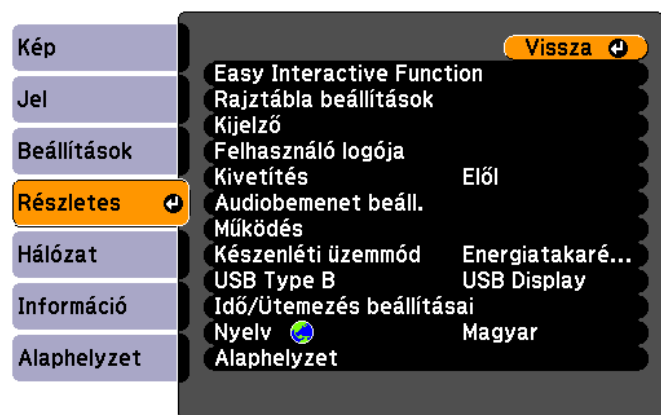 Kép
Jel
Beállítások
Részletes
Hálózat
Információ
Alaphelyzet
Vissza
Easy Interactive Function
Rajztábla beállítások
Kijelző
Felhasználó logója
Kivetítés Elől
Audiobemenet beáll.
Működés
Készenléti üzemmód Energiatakaré...
USB Type B USB Display
Idő/Ütemezés beállításai
Nyelv Magyar
Alaphelyzet